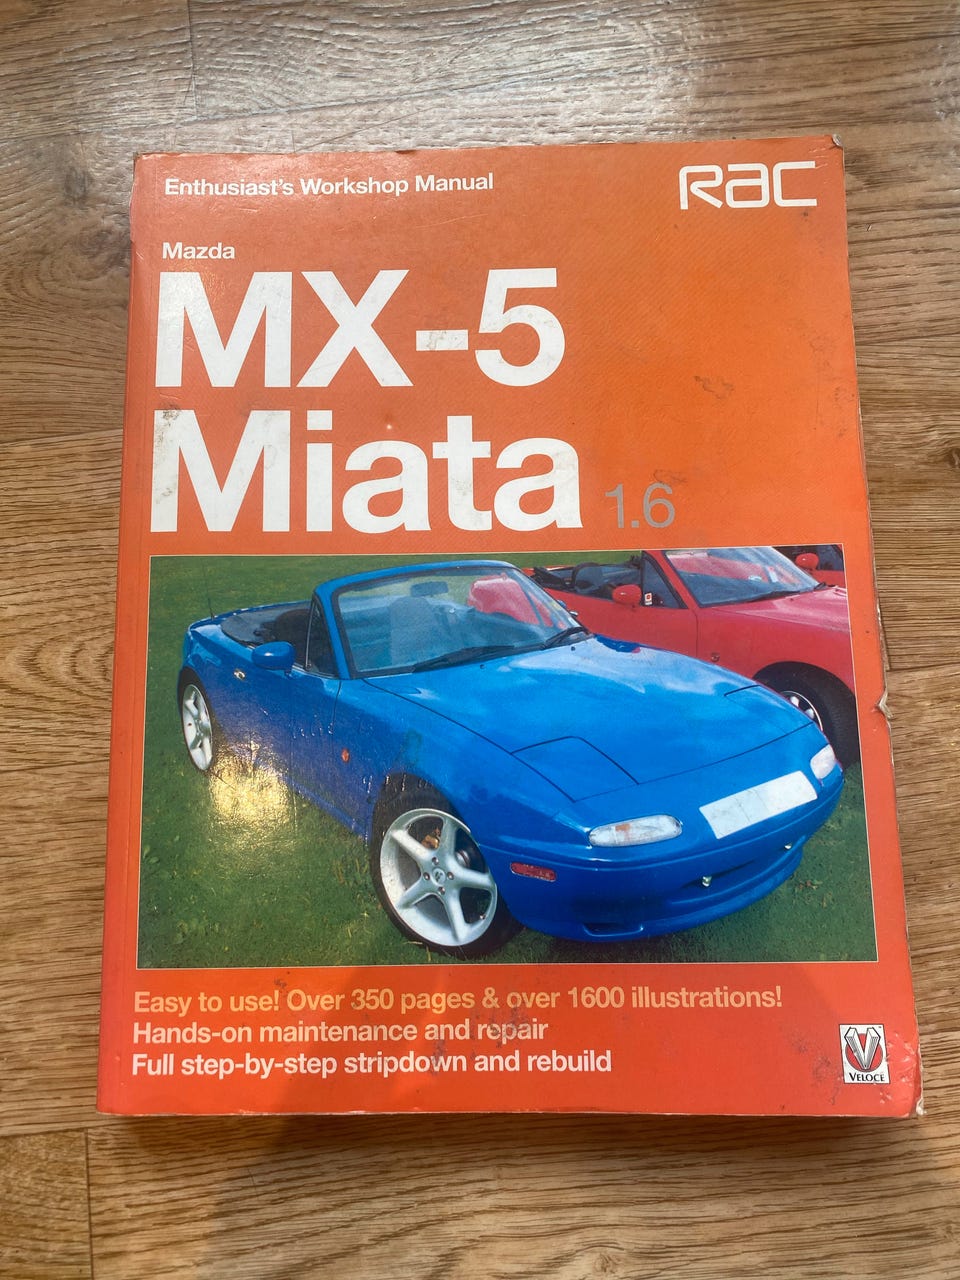 Enthusiast's Workshop Manual
RAC
Mazda
MX-5
Miata 1.6
Easy to use! Over 350 pages & over 1600 illustrations!
Hands-on maintenance and repair
Full step-by-step stripdown and rebuild
VELOCE